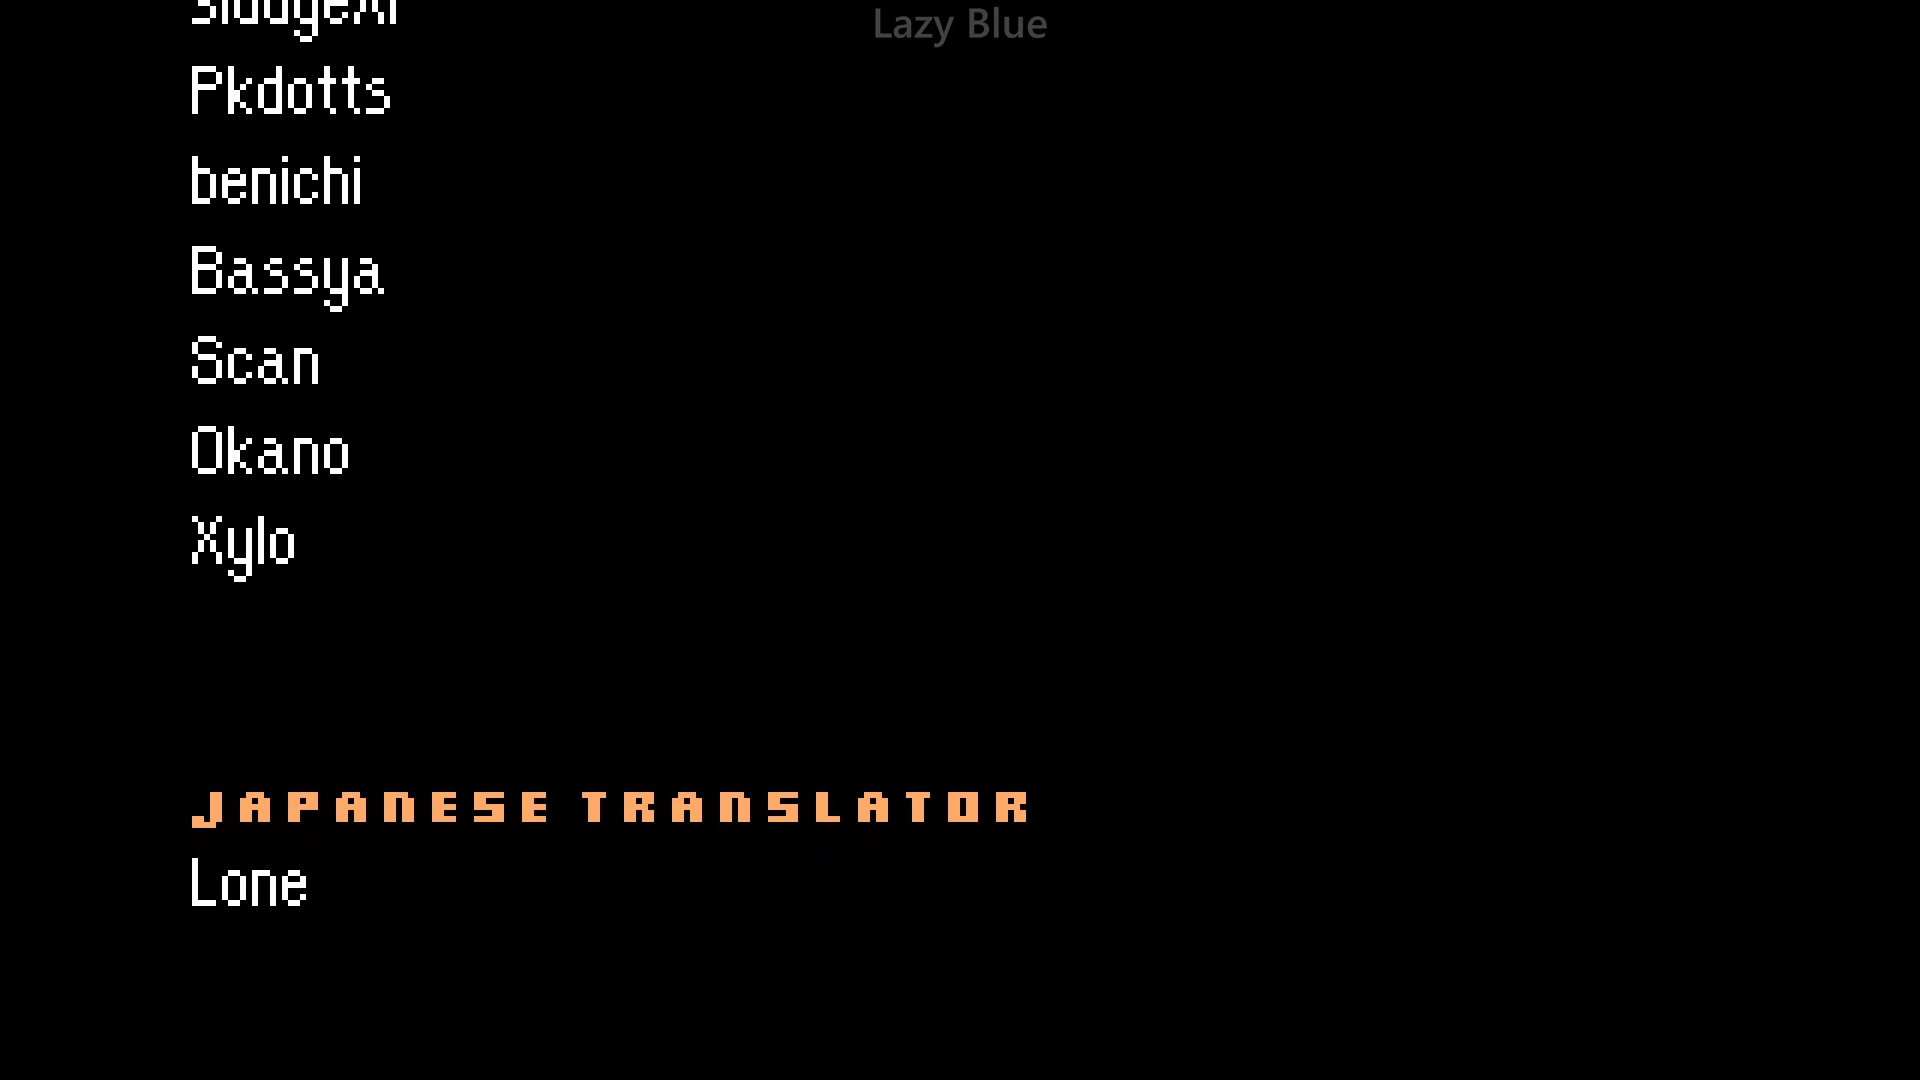 Lazy Blue
Pkdotts
benichi
Bassya
Scan
Okano
Xylo
JAPANESE TRANSLATOR
Lone